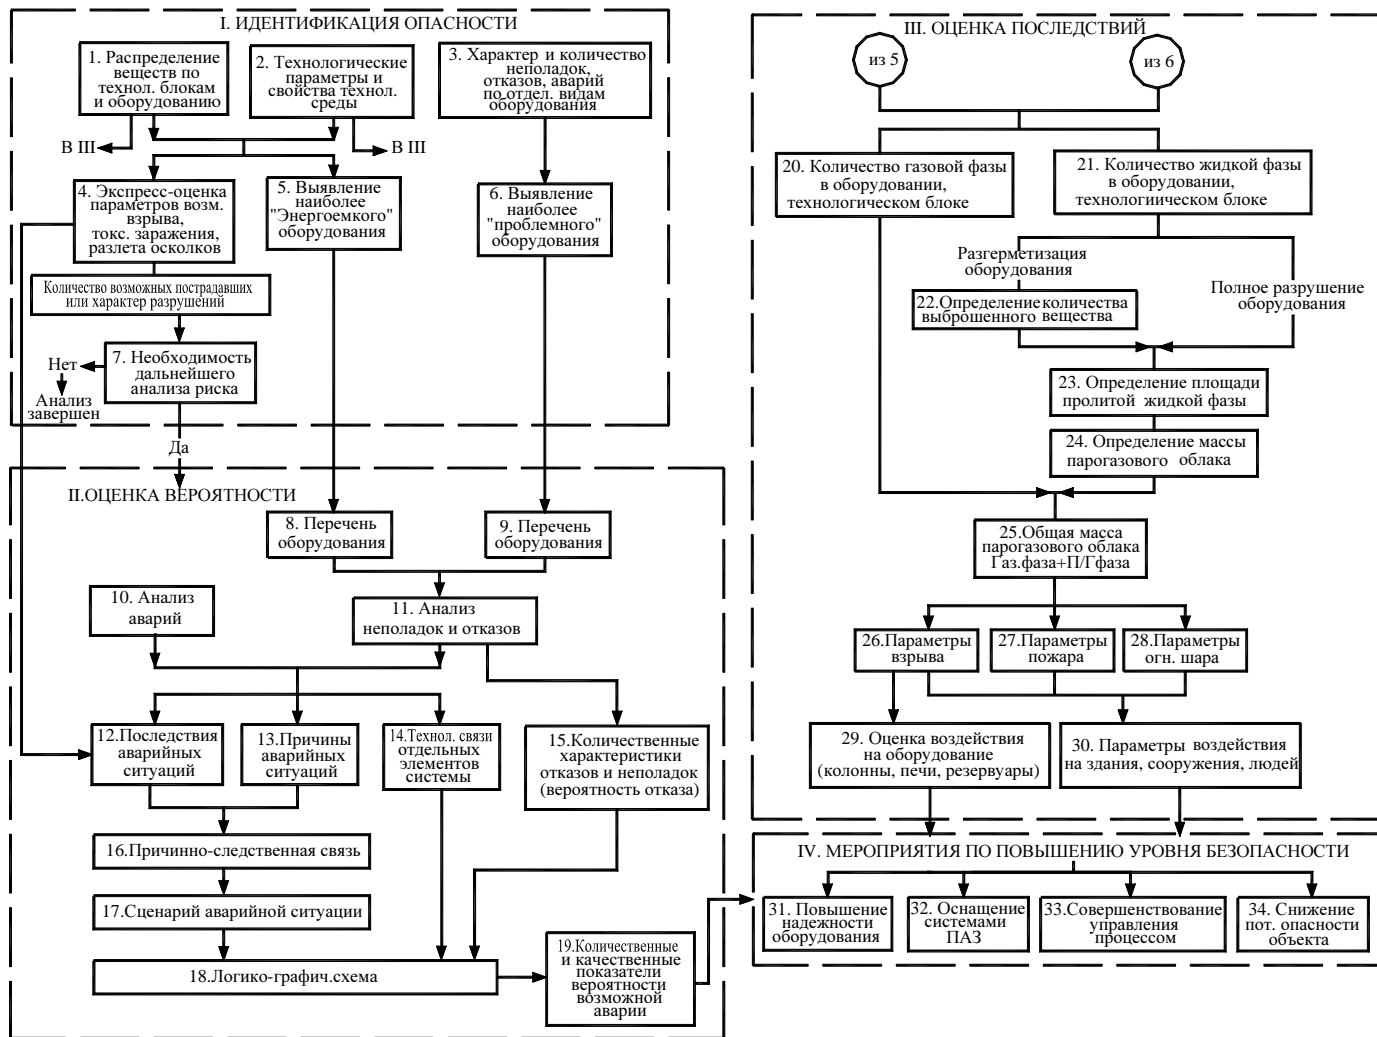 I. ИДЕНТИФИКАЦИЯ ОПАСНОСТИ
1. Распределение
веществ по
технол. блокам
и оборудованию
2. Технологические
параметры и
свойства технол.
среды
3. Характер и количество
неполадок,
отказов, аварий
по отдел. видам
оборудования
В III
В III
4. Экспресс-оценка
параметров возм.
взрыва,
токс. заражения,
разлета осколков
5. Выявление
наиболее
"Энергоемкого"
оборудования
6. Выявление
наиболее
"проблемного"
оборудования
Количество возможных пострадавших
или характер разрушений
7. Необходимость
дальнейшего
анализа риска
Нет
Анализ
завершен
Да
II.ОЦЕНКА ВЕРОЯТНОСТИ
8. Перечень
оборудования
9. Перечень
оборудования
10. Анализ
аварий
11. Анализ
неполадок и отказов
12.Последствия
аварийных
ситуаций
13.Причины
аварийных
ситуаций
14.Технол. связи
отдельных
элементов
системы
15.Количественные
характеристики
отказов и неполадок
(вероятность отказа)
16.Причинно-следственная связь
17.Сценарий аварийной ситуации
18.Логико-графич.схема
19.Количественные
и качественные
показатели
вероятности
возможной
аварии
III. ОЦЕНКА ПОСЛЕДСТВИЙ
из 5
из 6
20. Количество газовой фазы
в оборудовании,
технологическом блоке
21. Количество жидкой фазы
в оборудовании,
технологиическом блоке
Разгерметизация
оборудования
Полное разрушение
оборудования
22.Определение количества
выброшенного вещества
23. Определение площади
пролитой жидкой фазы
24. Определение массы
парогазового облака
25.Общая масса
парогазового облака
Газ.фаза+П/Гфаза
26.Параметры
взрыва
27.Параметры
пожара
28.Параметры
огн. шара
29. Оценка воздействия
на оборудование
(колонны, печи, резервуары)
30. Параметры воздействия
на здания, сооружения, людей
IV. МЕРОПРИЯТИЯ ПО ПОВЫШЕНИЮ УРОВНЯ БЕЗОПАСНОСТИ
31. Повышение
надежности
оборудования
32. Оснащение
системами
ПАЗ
33.Совершенствование
управления
процессом
34. Снижение
пот. опасности
объекта